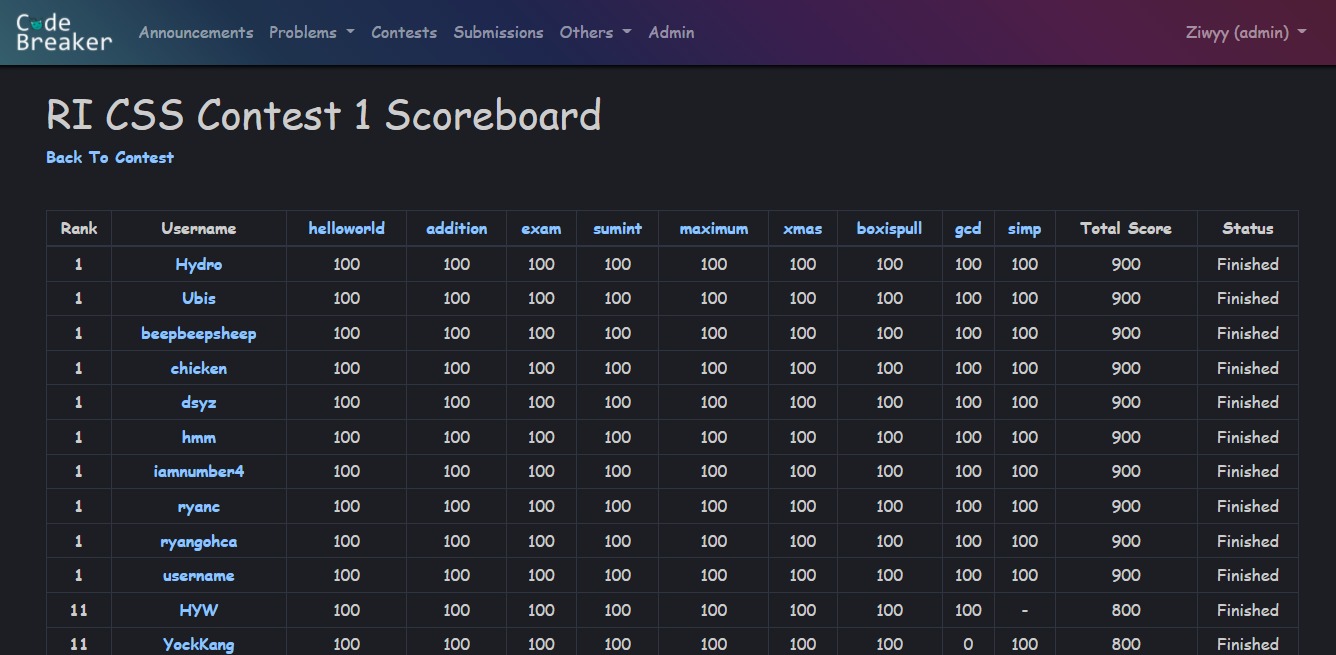 Code
Breaker
Announcements Problems Contests Submissions Others Admin Ziwyy (admin)
RI CSS Contest 1 Scoreboard
Back To Contest
Rank Username helloworld addition exam sumint maximum xmas boxispull gcd simp Total Score Status
1 Hydro 100 100 100 100 100 100 100 100 100 900 Finished
1 Ubis 100 100 100 100 100 100 100 100 100 900 Finished
1 beepbeepsheep 100 100 100 100 100 100 100 100 100 900 Finished
1 chicken 100 100 100 100 100 100 100 100 100 900 Finished
1 dsyz 100 100 100 100 100 100 100 100 100 900 Finished
1 hmm 100 100 100 100 100 100 100 100 100 900 Finished
1 iamnumber4 100 100 100 100 100 100 100 100 100 900 Finished
1 ryanc 100 100 100 100 100 100 100 100 100 900 Finished
1 ryangohca 100 100 100 100 100 100 100 100 100 900 Finished
1 username 100 100 100 100 100 100 100 100 100 900 Finished
11 HYW 100 100 100 100 100 100 100 100 - 800 Finished
11 YockKang 100 100 100 100 100 100 100 0 100 800 Finished